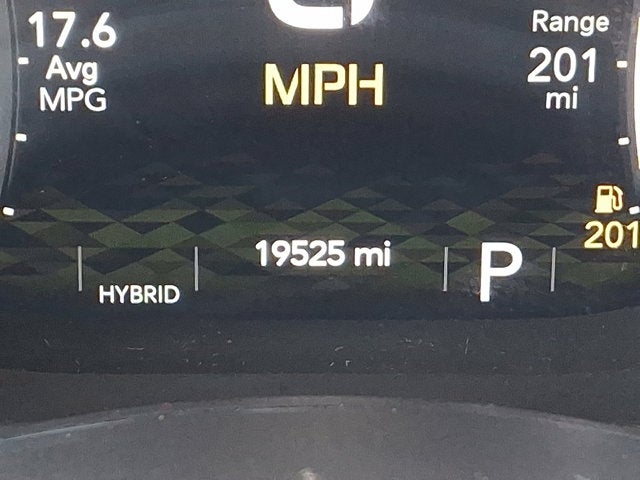 17.6
Avg
MPG
MPH
Range
201
mi
201
19525 mi
HYBRID
P